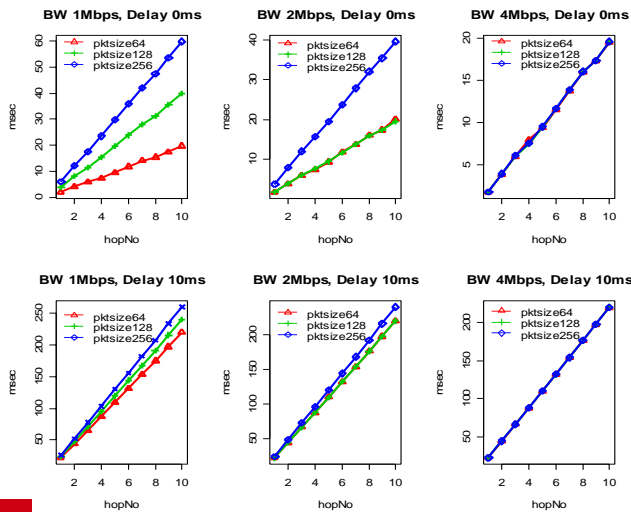 BW 1Mbps, Delay 0ms
60
50
40
30
20
10
0
msec
pktsize64
pktsize128
pktsize256
2 4 6 8 10
hopNo
BW 2Mbps, Delay 0ms
40
30
20
10
msec
pktsize64
pktsize128
pktsize256
2 4 6 8 10
hopNo
BW 4Mbps, Delay 0ms
20
15
10
5
msec
pktsize64
pktsize128
pktsize256
2 4 6 8 10
hopNo
BW 1Mbps, Delay 10ms
250
200
150
100
50
msec
pktsize64
pktsize128
pktsize256
2 4 6 8 10
hopNo
BW 2Mbps, Delay 10ms
200
150
100
50
msec
pktsize64
pktsize128
pktsize256
2 4 6 8 10
hopNo
BW 4Mbps, Delay 10ms
200
150
100
50
msec
pktsize64
pktsize128
pktsize256
2 4 6 8 10
hopNo